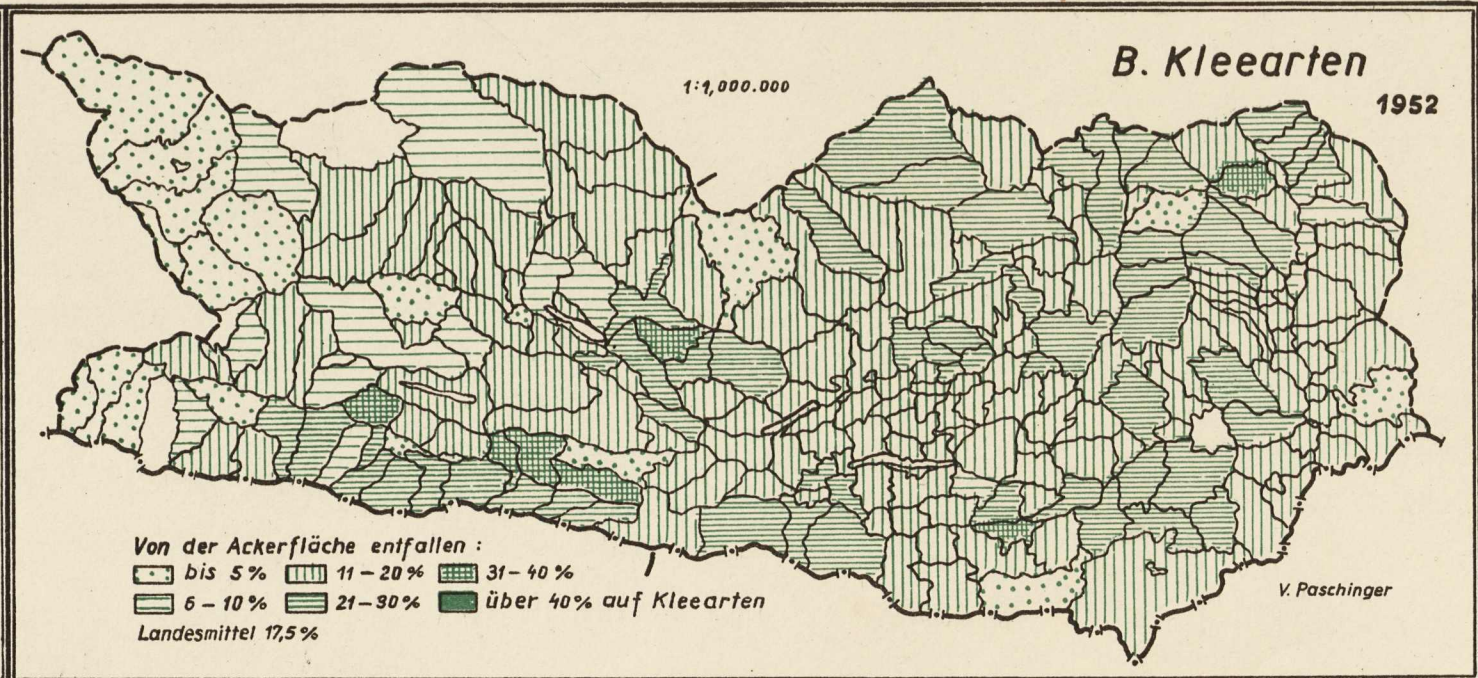 B. Kleearten
1952
1:1,000.000
Von der Ackerfläche entfallen :
bis 5% 11-20% 31-40%
6-10% 21-30% über 40% auf Kleearten
Landesmittel 17,5%
V. Paschinger